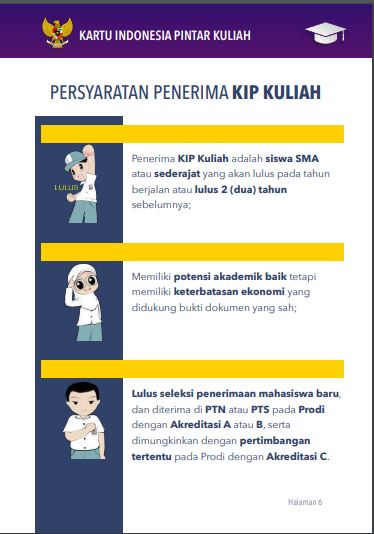 KARTU INDONESIA PINTAR KULIAH
PERSYARATAN PENERIMA KIP KULIAH
LULUS
Penerima KIP Kuliah adalah siswa SMA
atau sederajat yang akan lulus pada tahun
berjalan atau lulus 2 (dua) tahun
sebelumnya;
Memiliki potensi akademik baik tetapi
memiliki keterbatasan ekonomi yang
didukung bukti dokumen yang sah;
Lulus seleksi penerimaan mahasiswa baru,
dan diterima di PTN atau PTS pada Prodi
dengan Akreditasi A atau B, serta
dimungkinkan dengan pertimbangan
tertentu pada Prodi dengan Akreditasi C.
Halaman 6